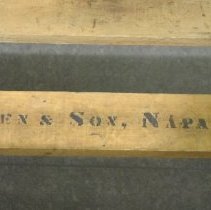 EN & SON, NAPA